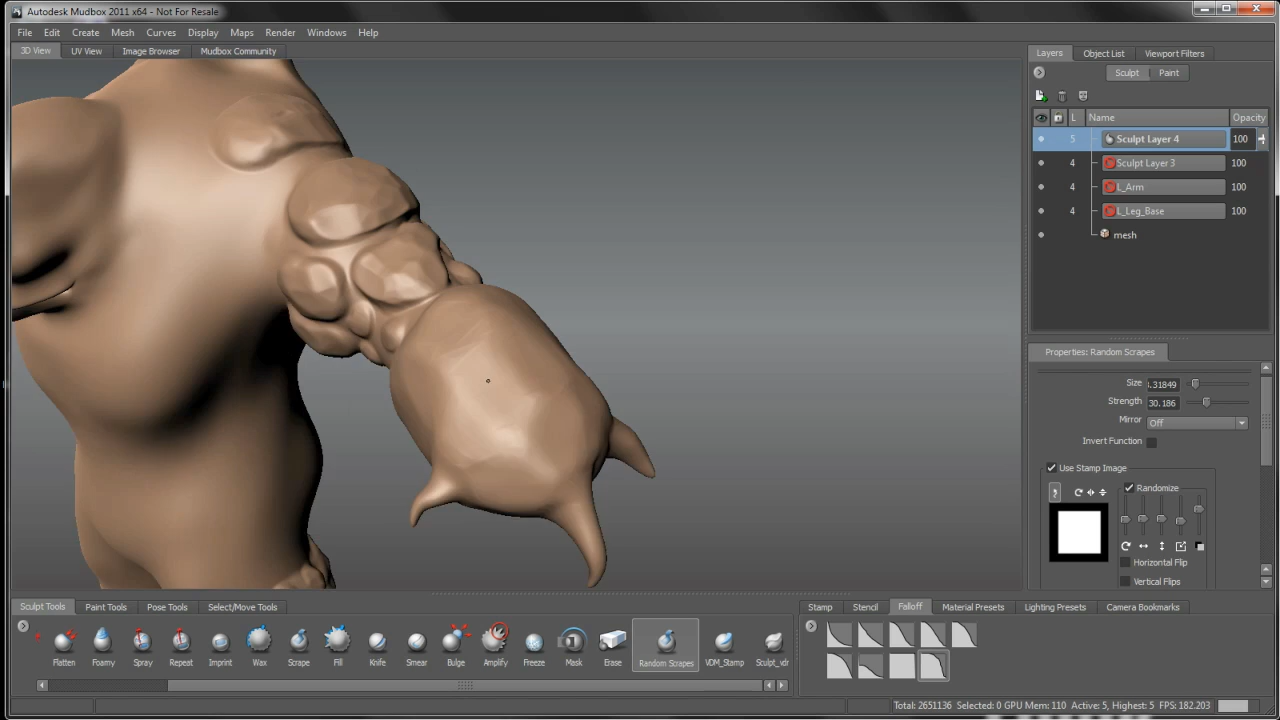 Autodesk Mudbox 2011 x64 - Not For Resale
File Edit Create Mesh Curves Display Maps Render Windows Help
3D View UV View Image Browser Mudbox Community
Layers Object List Viewport Filters
Sculpt Paint
L Name Opacity
5 Sculpt Layer 4 100
4 Sculpt Layer 3 100
4 L_Arm 100
4 L_Leg_Base 100
mesh
Properties: Random Scrapes
Size .31849
Strength 30.186
Mirror Off
Invert Function
Use Stamp Image
Randomize
Horizontal Flip
Vertical Flips
Sculpt Tools Paint Tools Pose Tools Select/Move Tools
Flatten Foamy Spray Repeat Imprint Wax Scrape Fill Knife Smear Bulge Amplify Freeze Mask Erase Random Scrapes VDM_Stamp Sculpt_vdr
Stamp Stencil Falloff Material Presets Lighting Presets Camera Bookmarks
Total: 2651136 Selected: 0 GPU Mem: 110 Active: 5, Highest: 5 FPS: 182.203